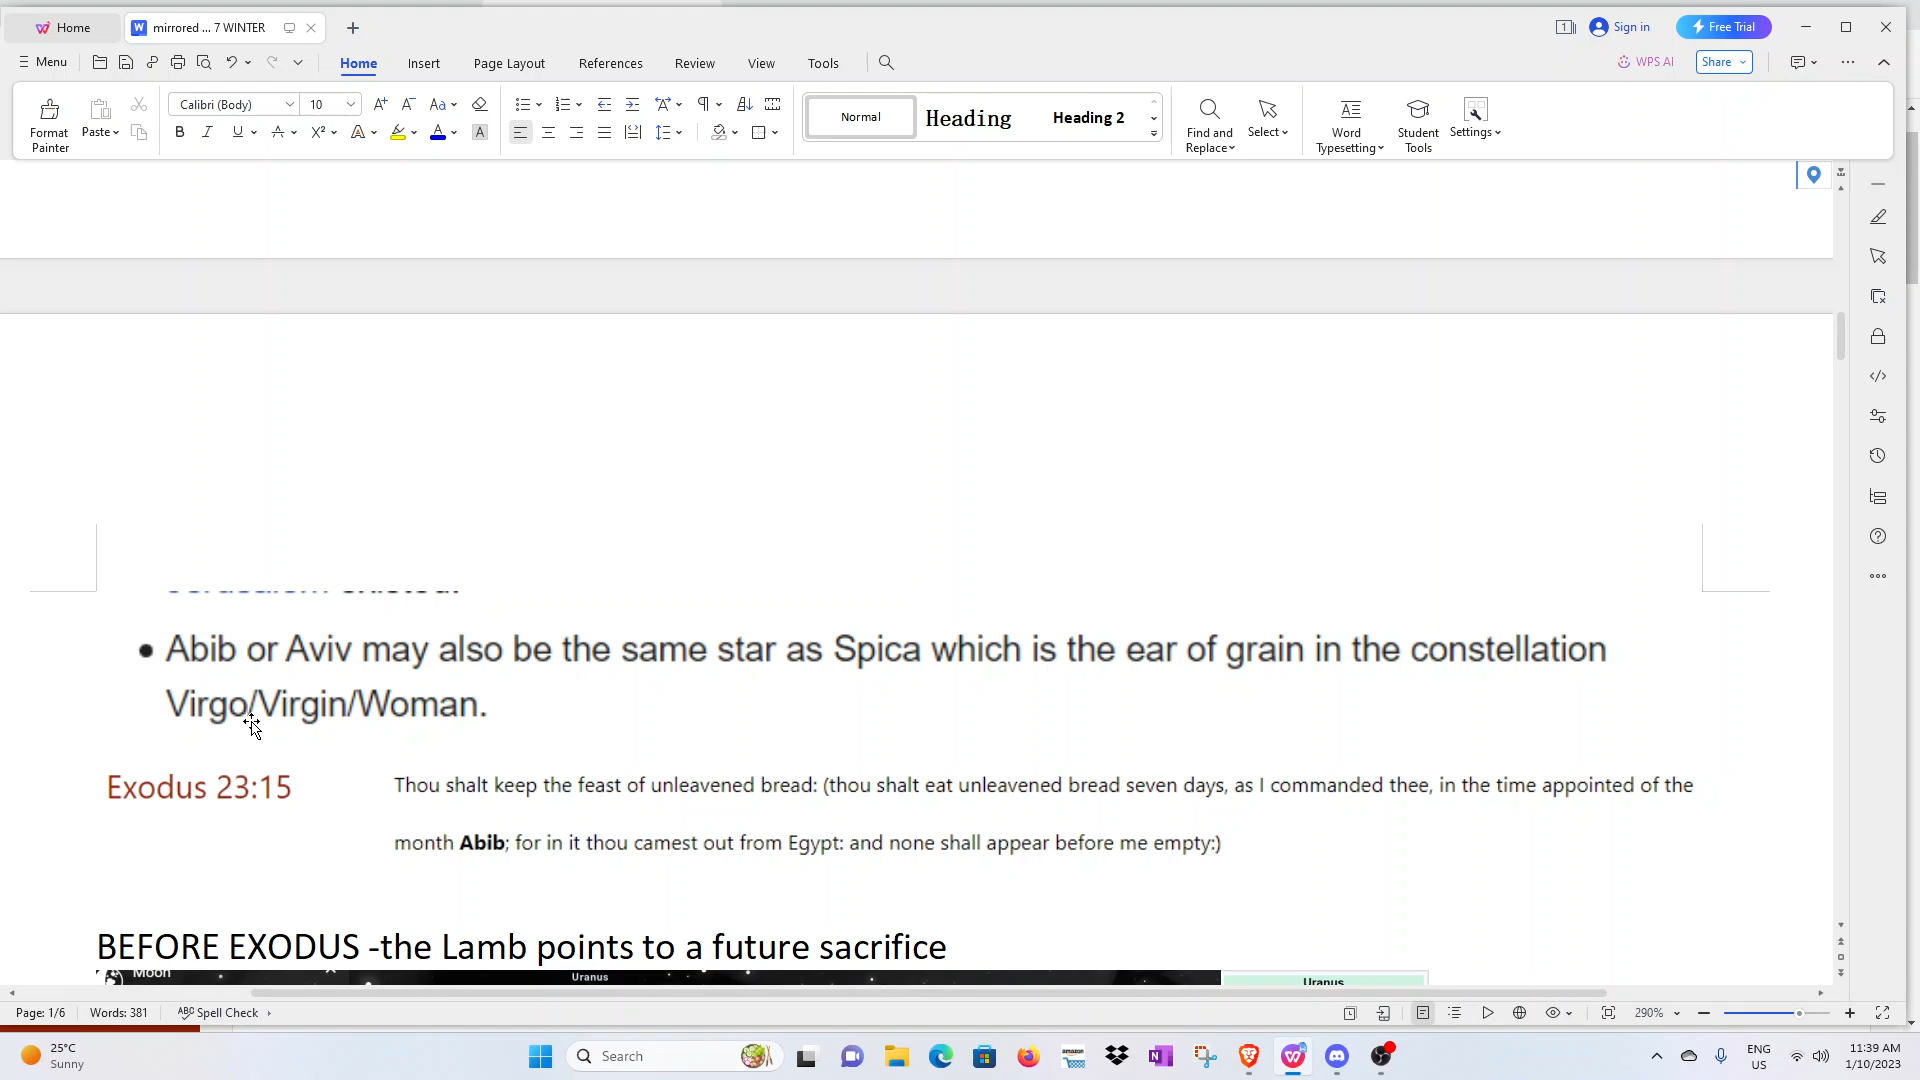 Home
mirrored ... 7 WINTER
Sign in
Free Trial
Menu
Home
Insert
Page Layout
References
Review
View
Tools
WPS AI
Share
Format
Painter
Paste
Calibri (Body)
10
Normal
Heading
Heading 2
Find and
Replace
Select
Word
Typesetting
Student
Tools
Settings
• Abib or Aviv may also be the same star as Spica which is the ear of grain in the constellation
Virgo/Virgin/Woman.
Exodus 23:15
Thou shalt keep the feast of unleavened bread: (thou shalt eat unleavened bread seven days, as I commanded thee, in the time appointed of the
month Abib; for in it thou camest out from Egypt: and none shall appear before me empty:)
BEFORE EXODUS -the Lamb points to a future sacrifice
Moon
Uranus
Uranus
Page: 1/6
Words: 381
Spell Check
290%
25°C
Sunny
Search
ENG
US
11:39 AM
1/10/2023